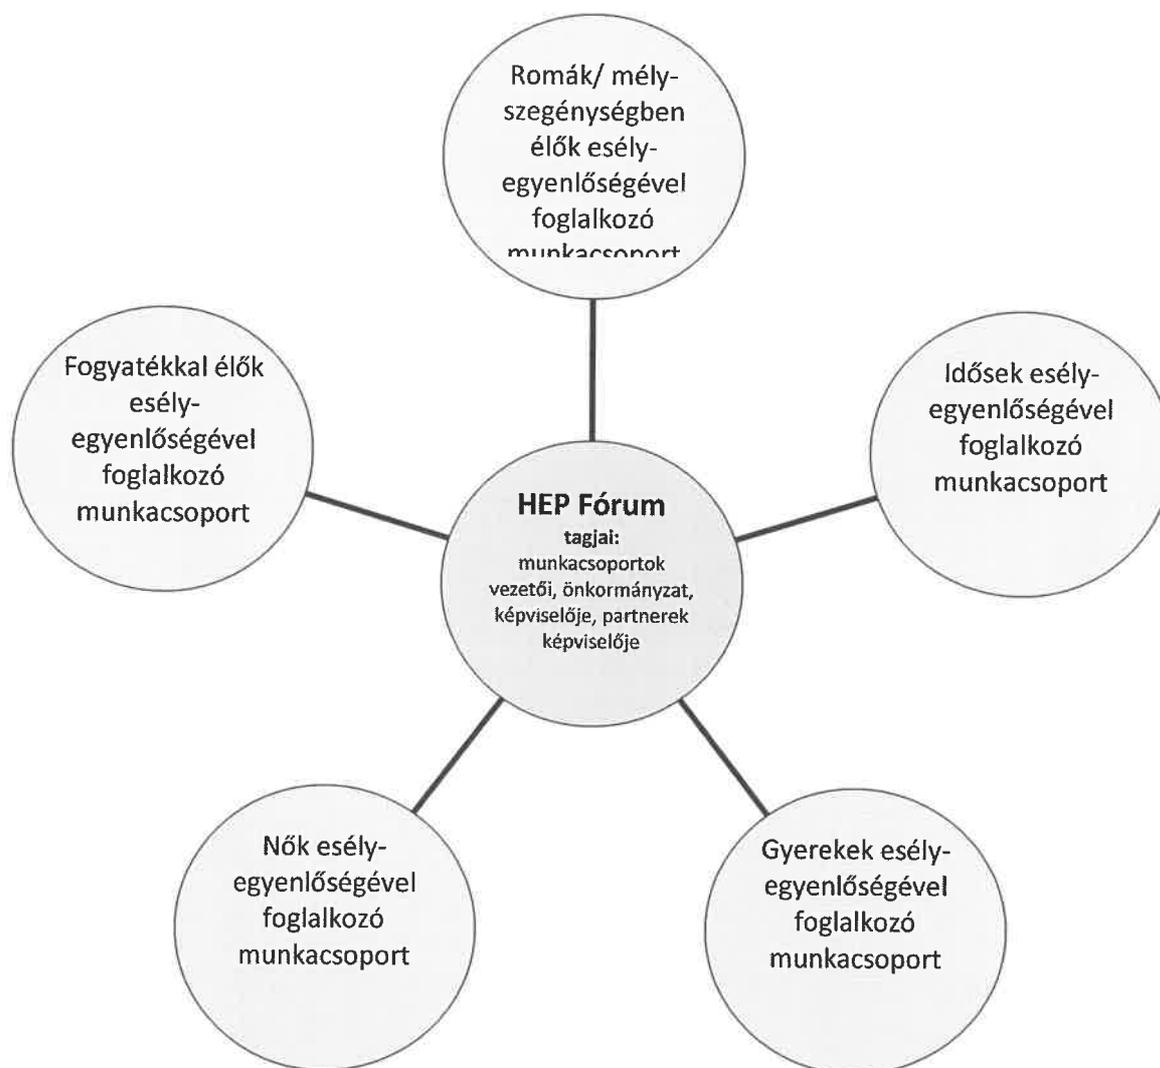 Romák/ mély-
szegénységben
élők esély-
egyenlőségével
foglalkozó
munkacsoport
Fogyatékkal élők
esély-
egyenlőségével
foglalkozó
munkacsoport
Idősek esély-
egyenlőségével
foglalkozó
munkacsoport
HEP Fórum
tagjai:
munkacsoportok
vezetői, önkormányzat,
képviselője, partnerek
képviselője
Nők esély-
egyenlőségével
foglalkozó
munkacsoport
Gyerekek esély-
egyenlőségével
foglalkozó
munkacsoport